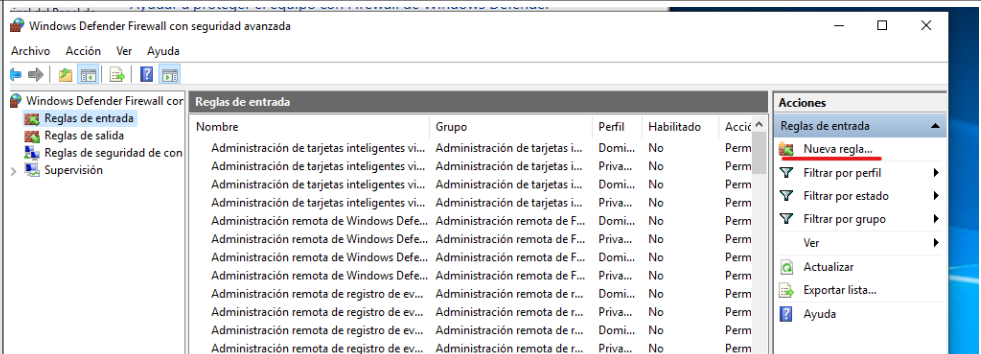 Ayudar a proteger el equipo con Firewall de Windows Defender
Windows Defender Firewall con seguridad avanzada
Archivo Acción Ver Ayuda
Windows Defender Firewall cor
Reglas de entrada
Reglas de salida
Reglas de seguridad de con
Supervisión
Reglas de entrada
Nombre Grupo Perfil Habilitado Acció
Administración de tarjetas inteligentes vi... Administración de tarjetas i... Domi... No Perm
Administración de tarjetas inteligentes vi... Administración de tarjetas i... Priva... No Perm
Administración de tarjetas inteligentes vi... Administración de tarjetas i... Domi... No Perm
Administración de tarjetas inteligentes vi... Administración de tarjetas i... Priva... No Perm
Administración remota de Windows Defe... Administración remota de F... Domi... No Perm
Administración remota de Windows Defe... Administración remota de F... Priva... No Perm
Administración remota de Windows Defe... Administración remota de F... Domi... No Perm
Administración remota de Windows Defe... Administración remota de F... Priva... No Perm
Administración remota de registro de ev... Administración remota de r... Domi... No Perm
Administración remota de registro de ev... Administración remota de r... Priva... No Perm
Administración remota de registro de ev... Administración remota de r... Domi... No Perm
Administración remota de registro de ev... Administración remota de r... Priva... No Perm
Acciones
Reglas de entrada
Nueva regla...
Filtrar por perfil
Filtrar por estado
Filtrar por grupo
Ver
Actualizar
Exportar lista...
Ayuda